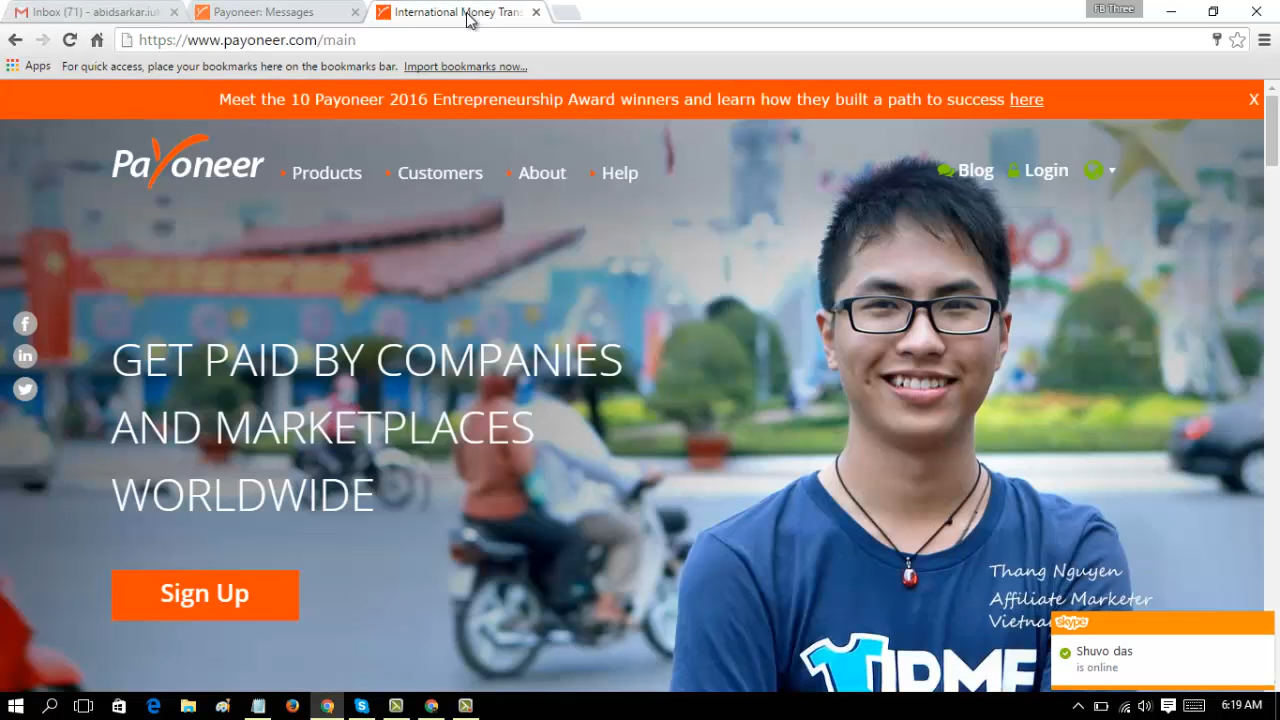 Inbox (71) - abidsarkar.iut
Payoneer: Messages
International Money Trans
FB Three
https://www.payoneer.com/main
Apps
For quick access, place your bookmarks here on the bookmarks bar. Import bookmarks now...
Meet the 10 Payoneer 2016 Entrepreneurship Award winners and learn how they built a path to success here
X
Payoneer
Products
Customers
About
Help
Blog
Login
GET PAID BY COMPANIES
AND MARKETPLACES
WORLDWIDE
Sign Up
Thang Nguyen
Affiliate Marketer
skype
Shuvo das
is online
6:19 AM